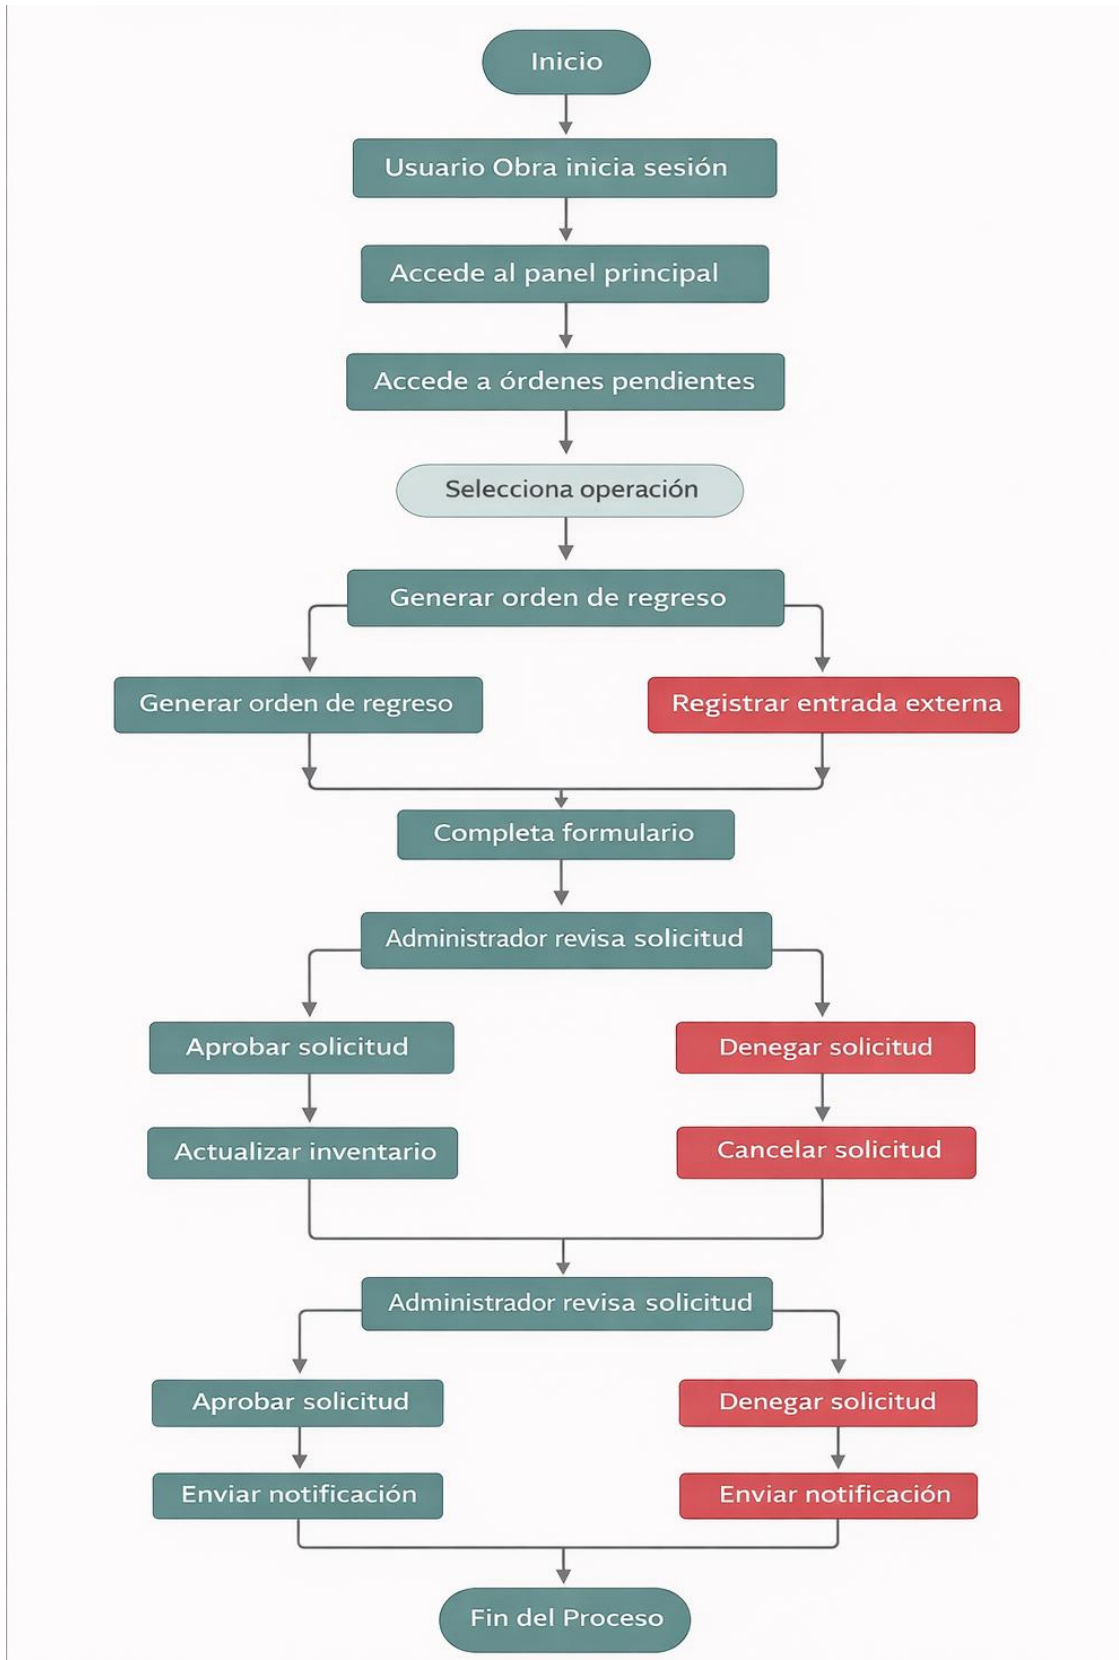 Inicio
Usuario Obra inicia sesión
Accede al panel principal
Accede a órdenes pendientes
Selecciona operación
Generar orden de regreso
Generar orden de regreso
Registrar entrada externa
Completa formulario
Administrador revisa solicitud
Aprobar solicitud
Denegar solicitud
Actualizar inventario
Cancelar solicitud
Administrador revisa solicitud
Aprobar solicitud
Denegar solicitud
Enviar notificación
Enviar notificación
Fin del Proceso